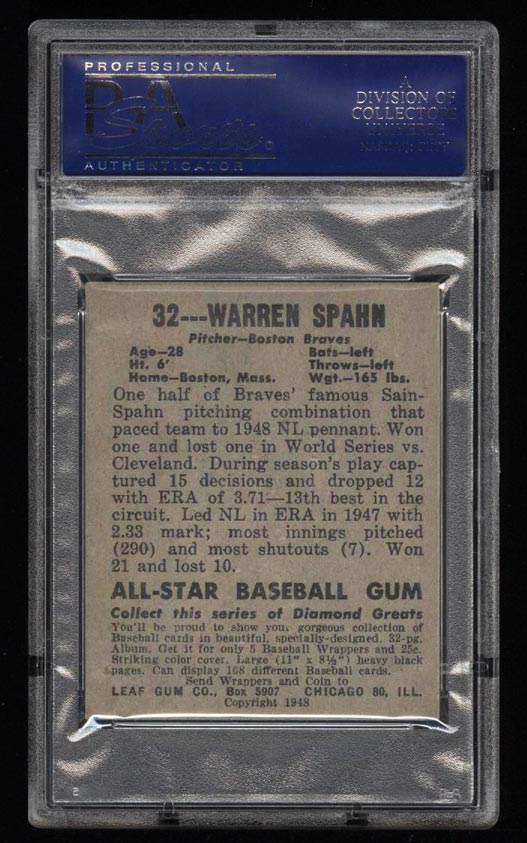 PROFESSIONAL
PSA
Sports
AUTHENTICATOR
A
DIVISION OF
COLLECTORS
UNIVERSE
32---WARREN SPAHN
Pitcher—Boston Braves
Age—28 Bats—left
Ht. 6' Throws—left
Home—Boston, Mass. Wgt.—165 lbs.
One half of Braves' famous Sain-
Spahn pitching combination that
paced team to 1948 NL pennant. Won
one and lost one in World Series vs.
Cleveland. During season's play cap-
tured 15 decisions and dropped 12
with ERA of 3.71—13th best in the
circuit. Led NL in ERA in 1947 with
2.33 mark; most innings pitched
(290) and most shutouts (7). Won
21 and lost 10.
ALL-STAR BASEBALL GUM
Collect this series of Diamond Greats
You'll be proud to show your gorgeous collection of
Baseball cards in beautiful, specially-designed, 32-pg.
Album. Get it for only 5 Baseball Wrappers and 25c.
Striking color cover. Large (11" x 8½") heavy black
pages. Can display 168 different Baseball cards.
Send Wrappers and Coin to
LEAF GUM CO., Box 5907 CHICAGO 80, ILL.
Copyright 1948